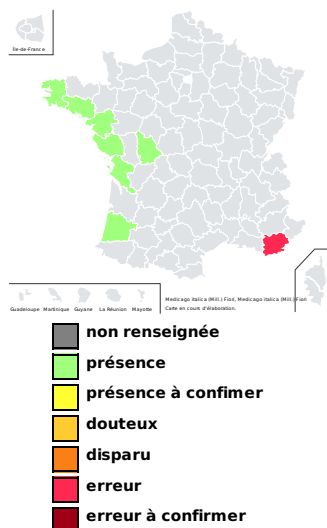 Île-de-France
Guadeloupe Martinique Guyane La Réunion Mayotte
Medicago italica (Mill.) Fiori, Medicago italica (Mill.) Fiori
Carte en cours d'élaboration.
non renseignée
présence
présence à confimer
douteux
disparu
erreur
erreur à confirmer